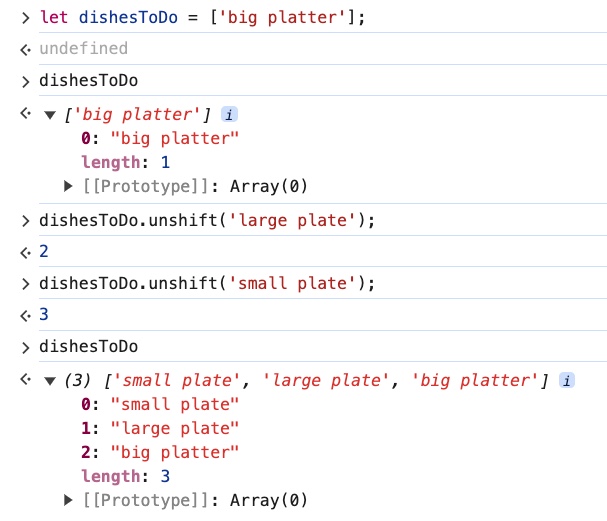 > let dishesToDo = ['big platter'];
undefined
> dishesToDo
▼ ['big platter'] i
0: "big platter"
length: 1
▶ [[Prototype]]: Array(0)
> dishesToDo.unshift('large plate');
2
> dishesToDo.unshift('small plate');
3
> dishesToDo
▼ (3) ['small plate', 'large plate', 'big platter'] i
0: "small plate"
1: "large plate"
2: "big platter"
length: 3
▶ [[Prototype]]: Array(0)